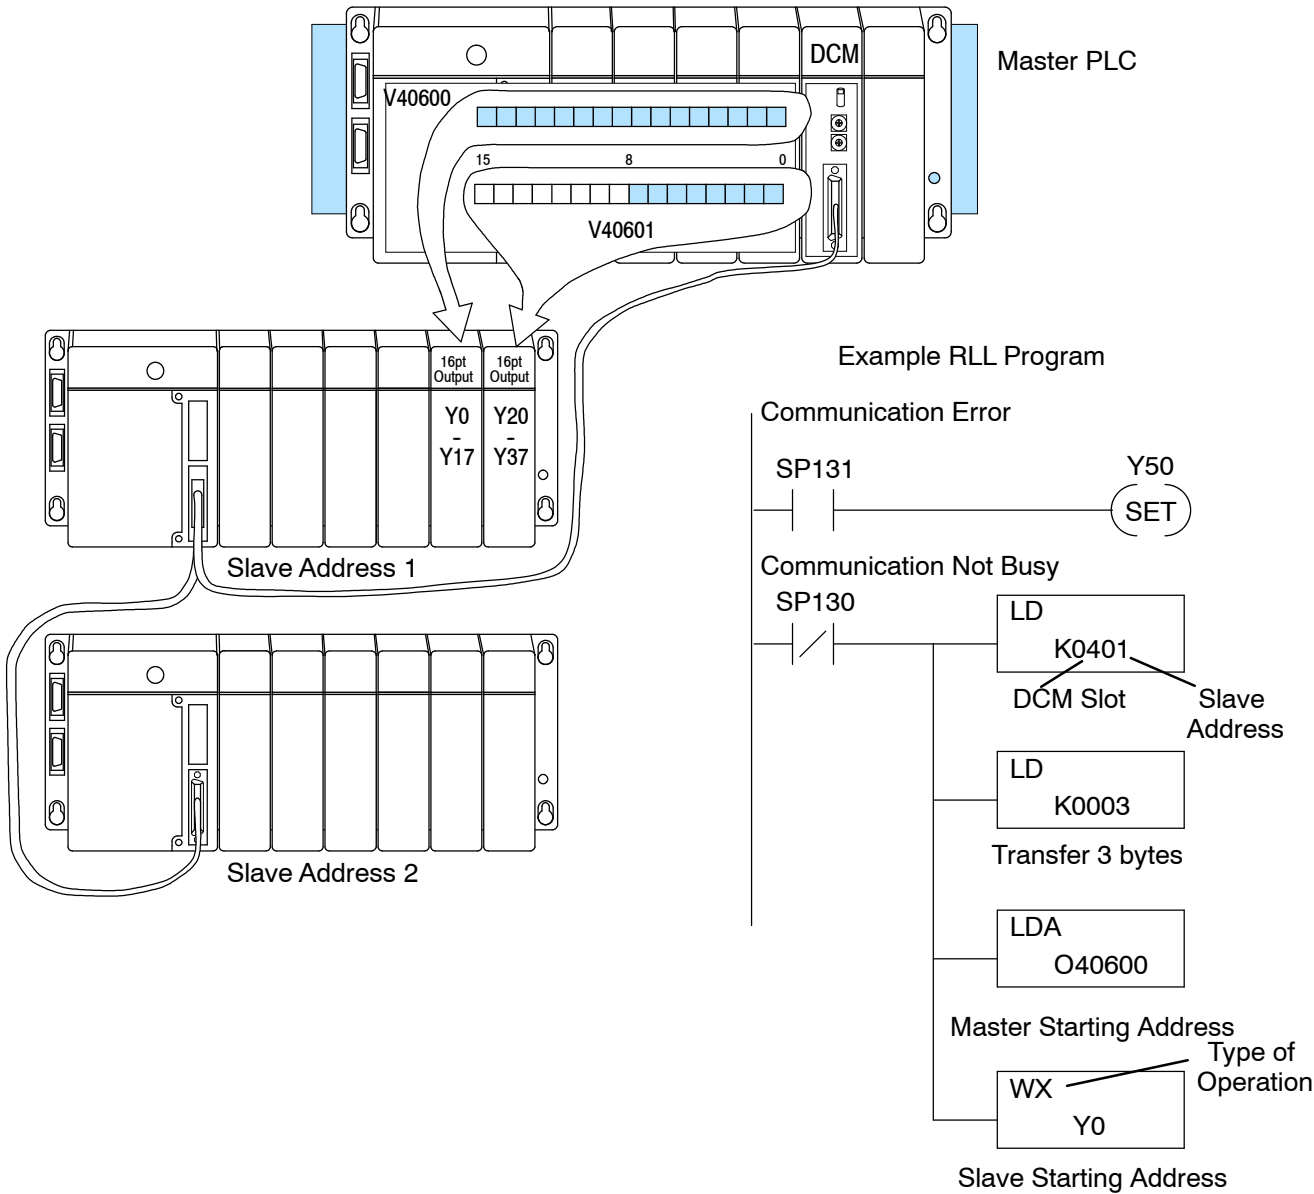 DCM
Master PLC
V40600
15 8 0
V40601
16pt
Output
16pt
Output
Y0
-
Y17
Y20
-
Y37
Slave Address 1
Slave Address 2
Example RLL Program
Communication Error
SP131
Y50
SET
Communication Not Busy
SP130
LD
K0401
DCM Slot
Slave
Address
LD
K0003
Transfer 3 bytes
LDA
O40600
Master Starting Address
Type of
Operation
WX
Y0
Slave Starting Address